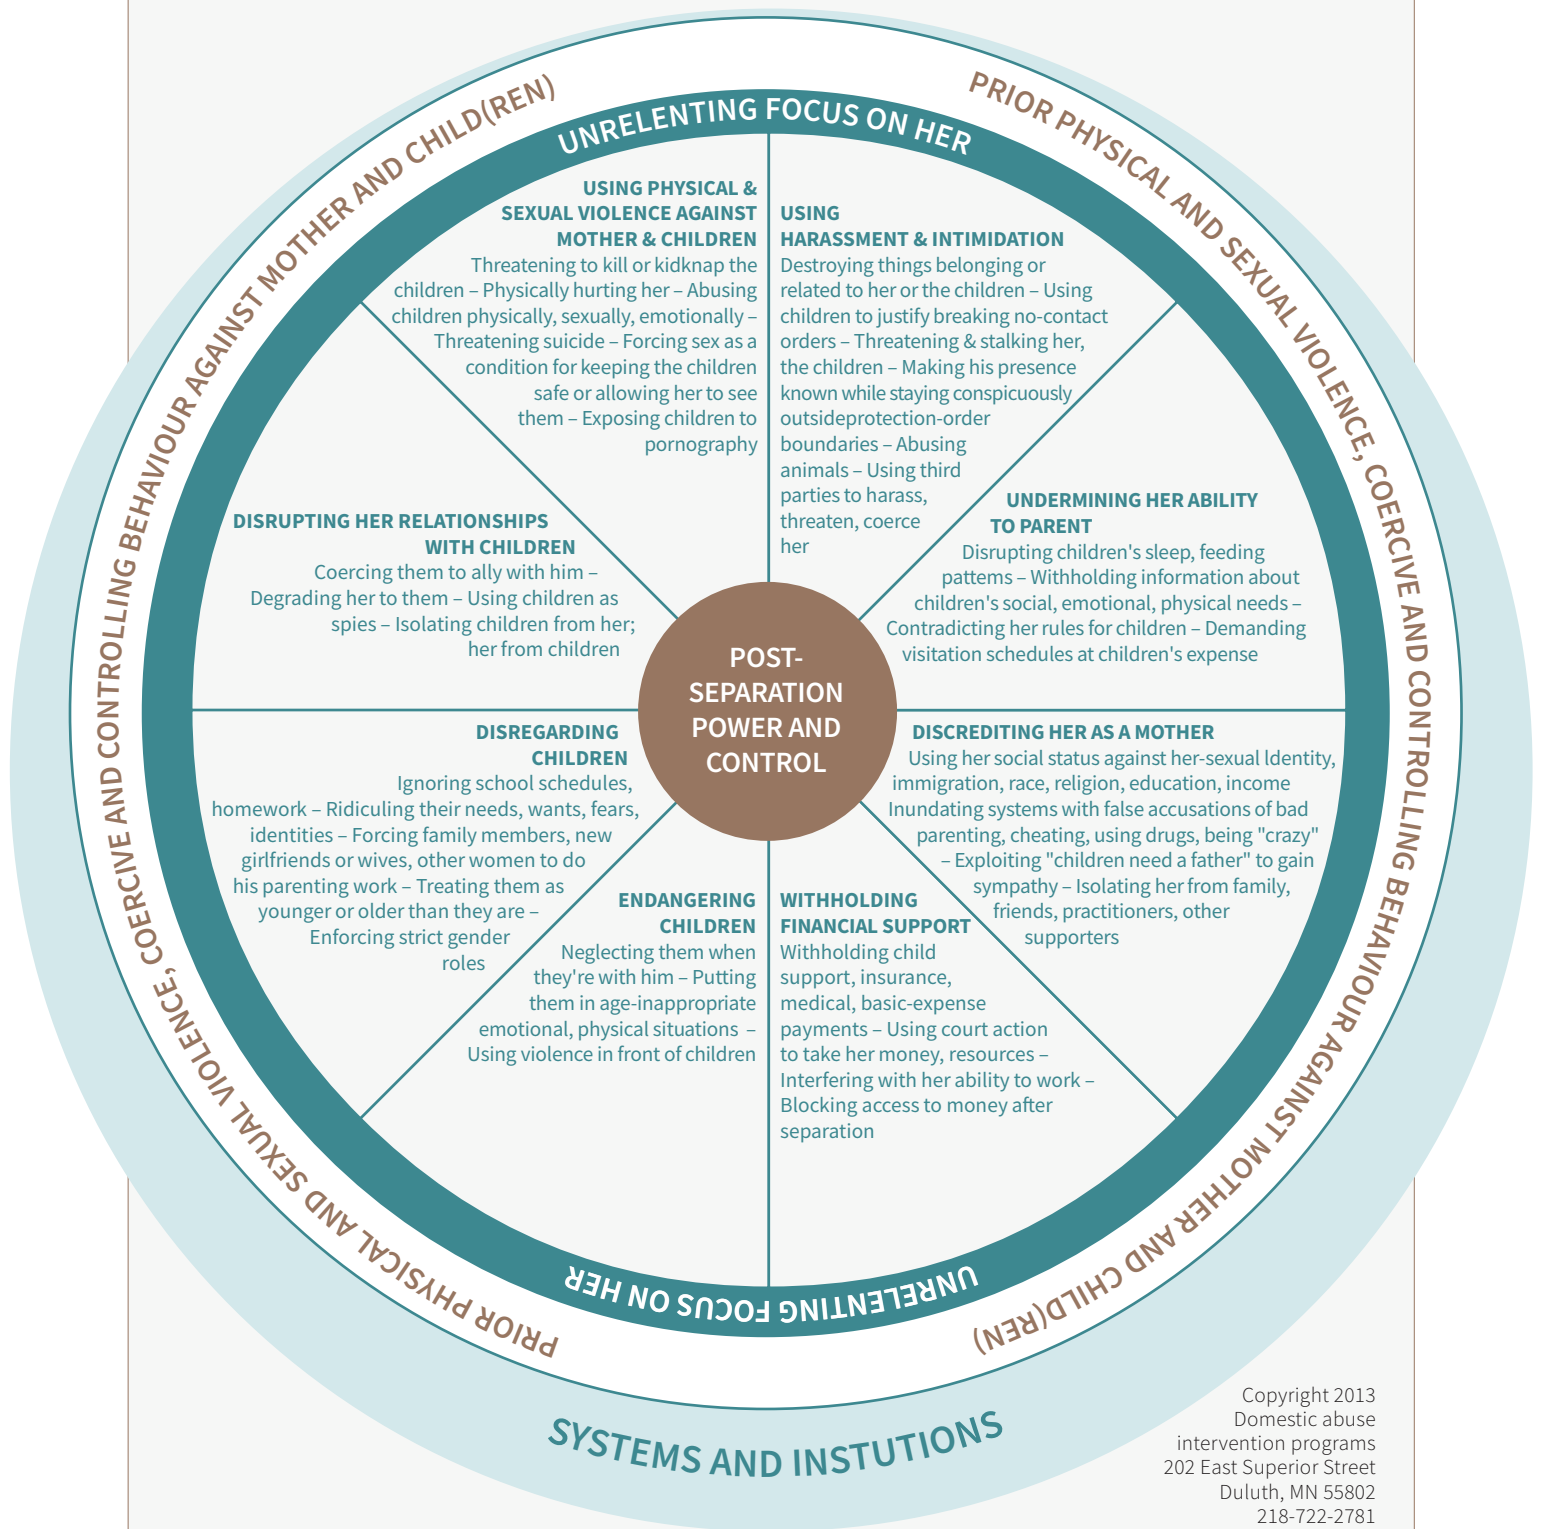 PRIOR PHYSICAL AND SEXUAL VIOLENCE, COERCIVE AND CONTROLLING BEHAVIOUR AGAINST MOTHER AND CHILD(REN)
PRIOR PHYSICAL AND SEXUAL VIOLENCE, COERCIVE AND CONTROLLING BEHAVIOUR AGAINST MOTHER AND CHILD(REN)
UNRELENTING FOCUS ON HER
USING PHYSICAL &
SEXUAL VIOLENCE AGAINST
MOTHER & CHILDREN
Threatening to kill or kidknap the
children – Physically hurting her – Abusing
children physically, sexually, emotionally –
Threatening suicide – Forcing sex as a
condition for keeping the children
safe or allowing her to see
them – Exposing children to
pornography
USING
HARASSMENT & INTIMIDATION
Destroying things belonging or
related to her or the children – Using
children to justify breaking no-contact
orders – Threatening & stalking her,
the children – Making his presence
known while staying conspicuously
outsideprotection-order
boundaries – Abusing
animals – Using third
parties to harass,
threaten, coerce
her
UNDERMINING HER ABILITY
TO PARENT
Disrupting children's sleep, feeding
pattems – Withholding information about
children's social, emotional, physical needs –
Contradicting her rules for children – Demanding
visitation schedules at children's expense
DISRUPTING HER RELATIONSHIPS
WITH CHILDREN
Coercing them to ally with him –
Degrading her to them – Using children as
spies – Isolating children from her;
her from children
POST-
SEPARATION
POWER AND
CONTROL
DISREGARDING
CHILDREN
Ignoring school schedules,
homework – Ridiculing their needs, wants, fears,
identities – Forcing family members, new
girlfriends or wives, other women to do
his parenting work – Treating them as
younger or older than they are –
Enforcing strict gender
roles
DISCREDITING HER AS A MOTHER
Using her social status against her-sexual ldentity,
immigration, race, religion, education, income
Inundating systems with false accusations of bad
parenting, cheating, using drugs, being "crazy"
– Exploiting "children need a father" to gain
sympathy – Isolating her from family,
friends, practitioners, other
supporters
ENDANGERING
CHILDREN
Neglecting them when
they're with him – Putting
them in age-inappropriate
emotional, physical situations –
Using violence in front of children
WITHHOLDING
FINANCIAL SUPPORT
Withholding child
support, insurance,
medical, basic-expense
payments – Using court action
to take her money, resources –
Interfering with her ability to work –
Blocking access to money after
separation
UNRELENTING FOCUS ON HER
SYSTEMS AND INSTUTIONS
Copyright 2013
Domestic abuse
intervention programs
202 East Superior Street
Duluth, MN 55802
218-722-2781